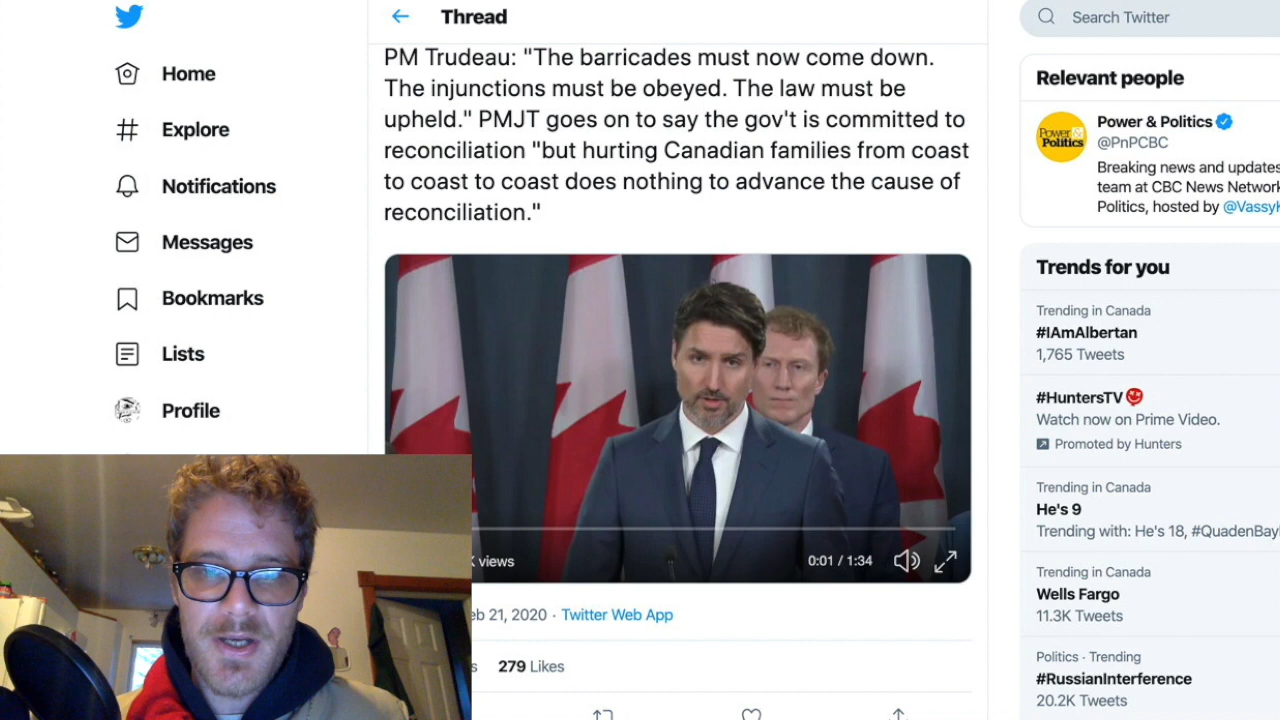 Home
Explore
Notifications
Messages
Bookmarks
Lists
Profile
Thread
PM Trudeau: "The barricades must now come down.
The injunctions must be obeyed. The law must be
upheld." PMJT goes on to say the gov't is committed to
reconciliation "but hurting Canadian families from coast
to coast to coast does nothing to advance the cause of
reconciliation."
views
0:01 / 1:34
21, 2020 · Twitter Web App
279 Likes
Search Twitter
Relevant people
Power &
Politics
Power & Politics
@PnPCBC
Breaking news and updates
team at CBC News Network
Politics, hosted by @VassyK
Trends for you
Trending in Canada
#IAmAlbertan
1,765 Tweets
#HuntersTV
Watch now on Prime Video.
Promoted by Hunters
Trending in Canada
He's 9
Trending with: He's 18, #QuadenBay
Trending in Canada
Wells Fargo
11.3K Tweets
Politics · Trending
#RussianInterference
20.2K Tweets